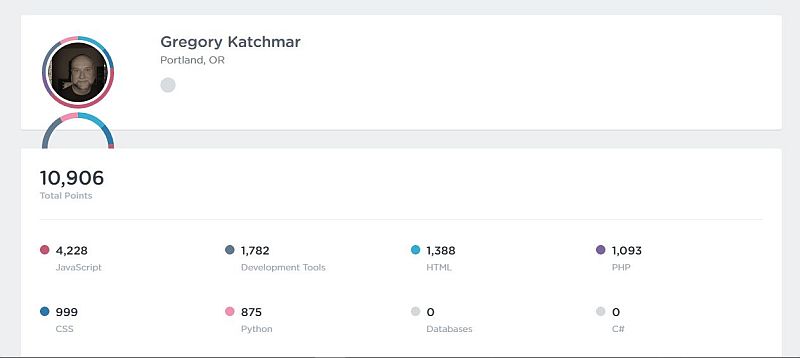 Gregory Katchmar
Portland, OR
10,906
Total Points
4,228
JavaScript
1,782
Development Tools
1,388
HTML
1,093
PHP
999
CSS
875
Python
0
Databases
0
C#